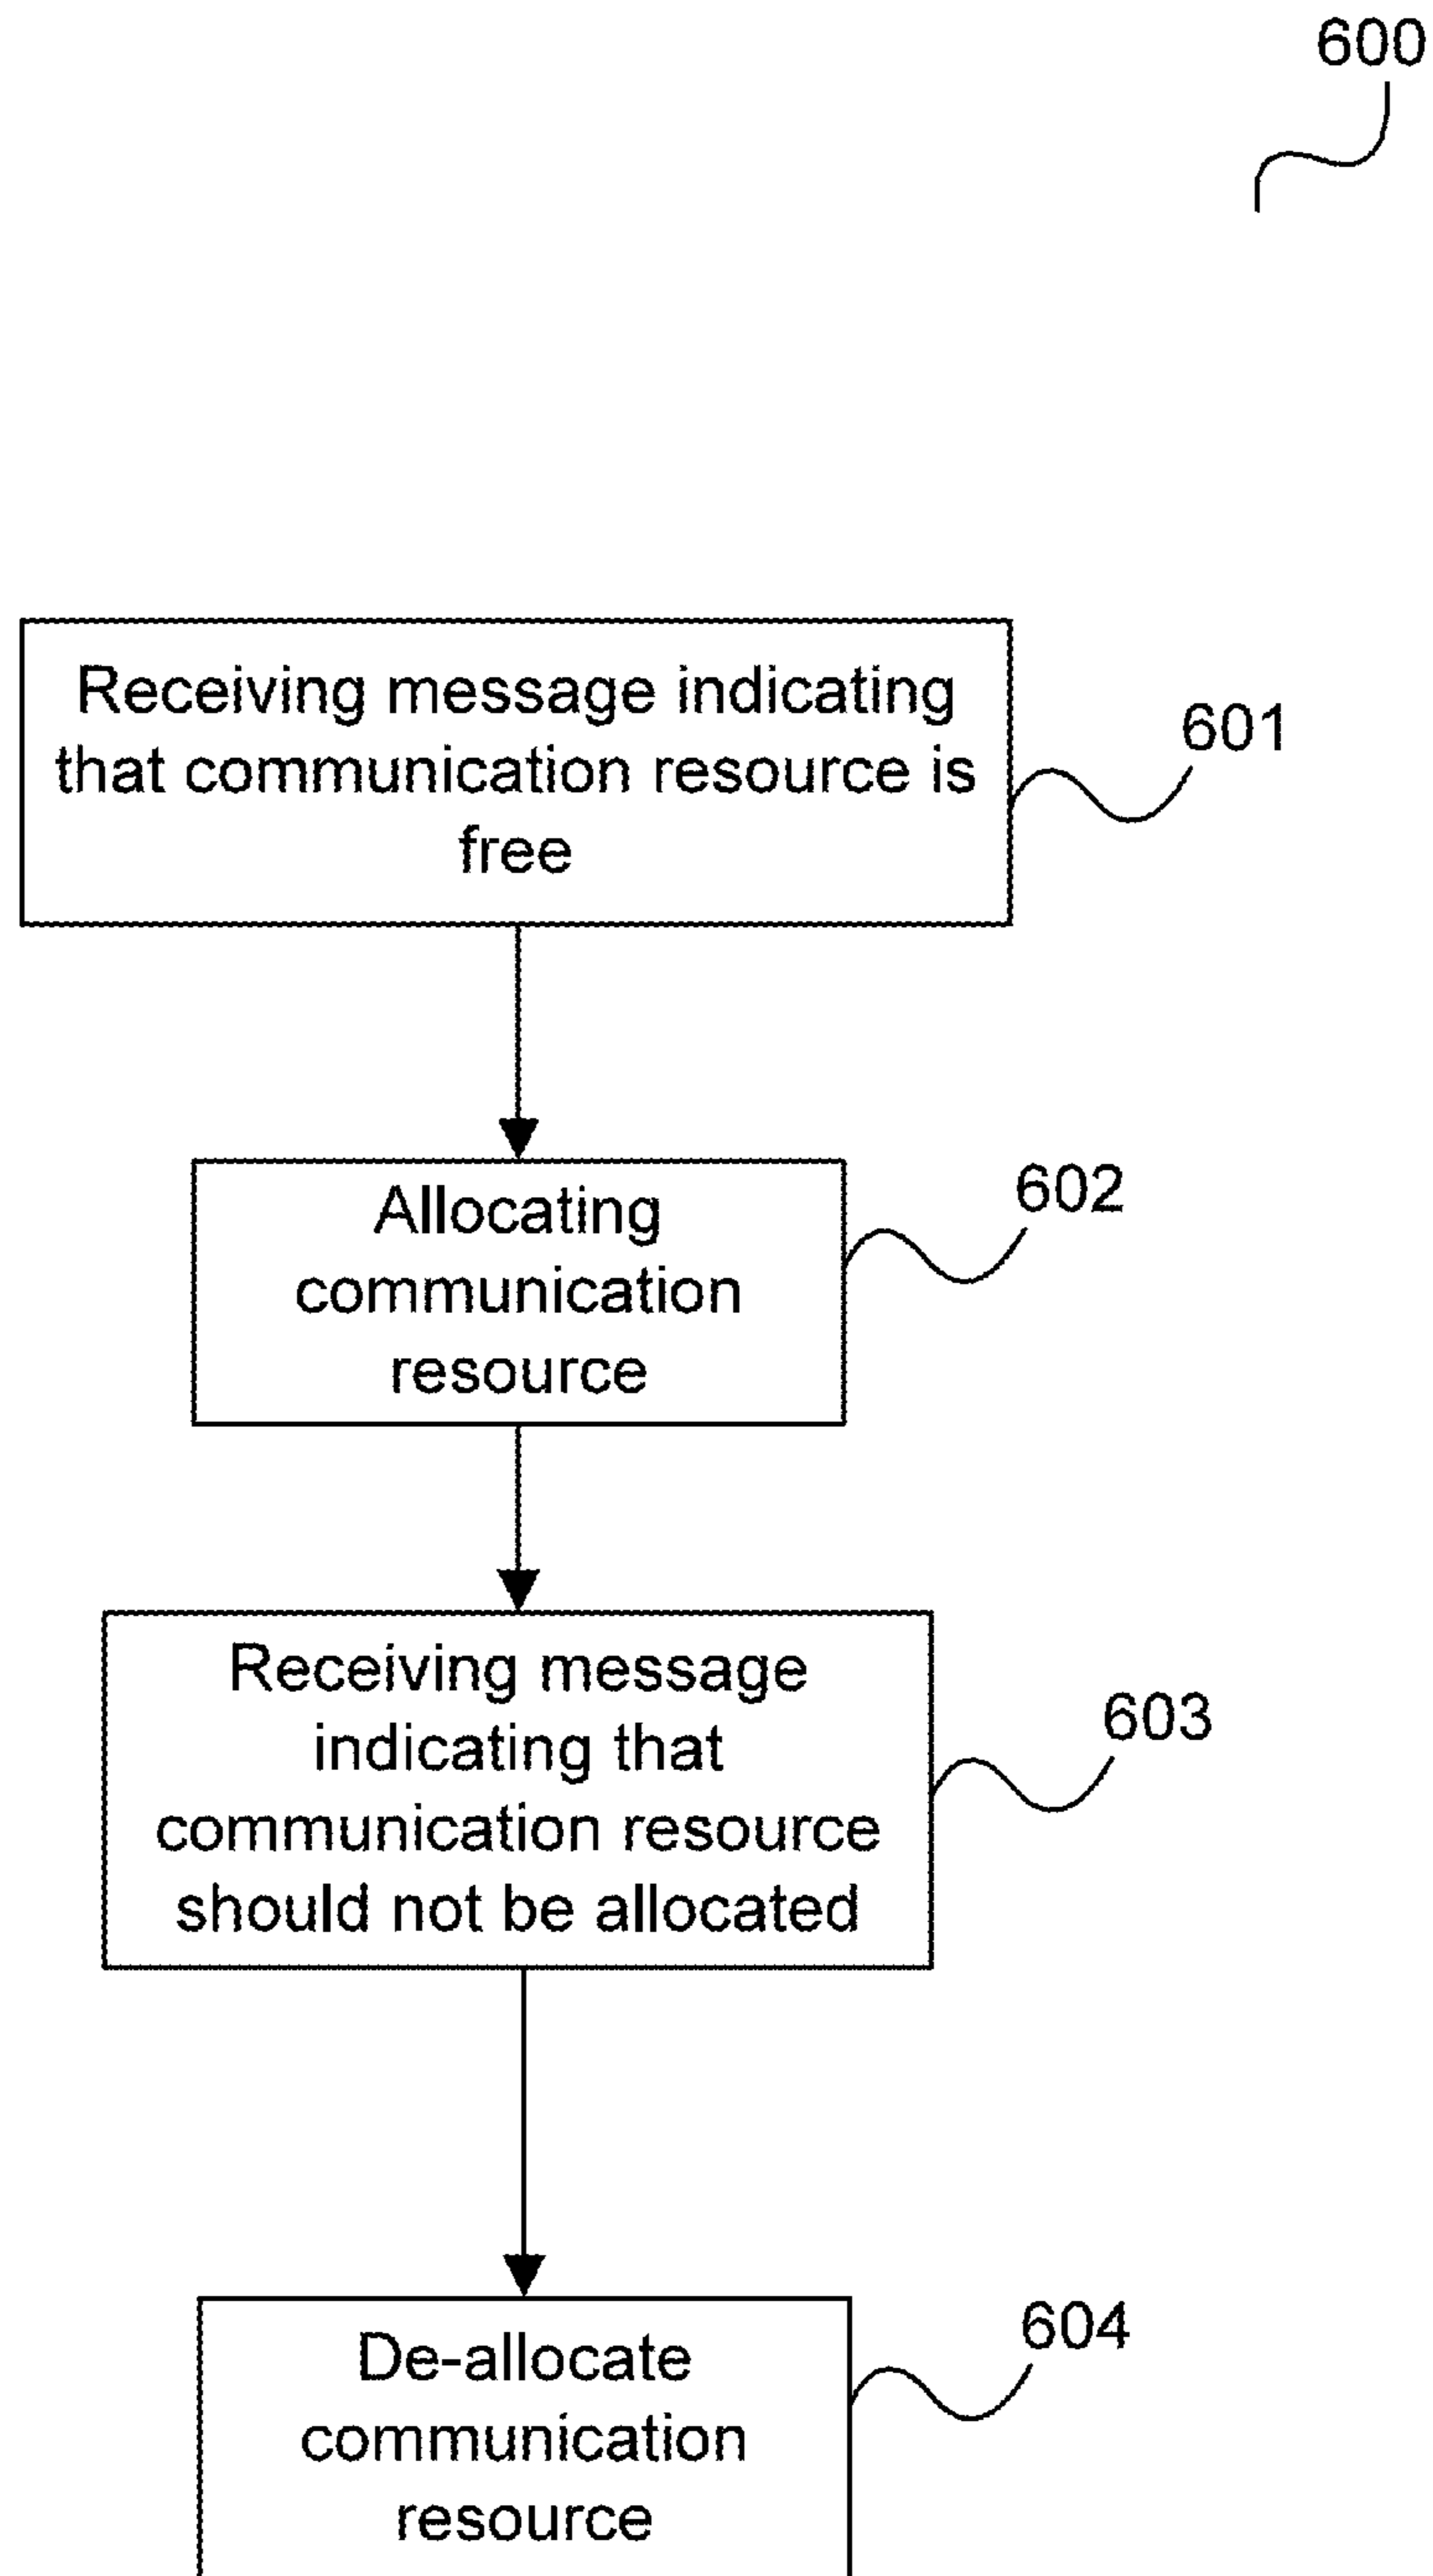 600
Receiving message indicating
that communication resource is
free
601
Allocating
communication
resource
602
Receiving message
indicating that
communication resource
should not be allocated
603
De-allocate
communication
resource
604